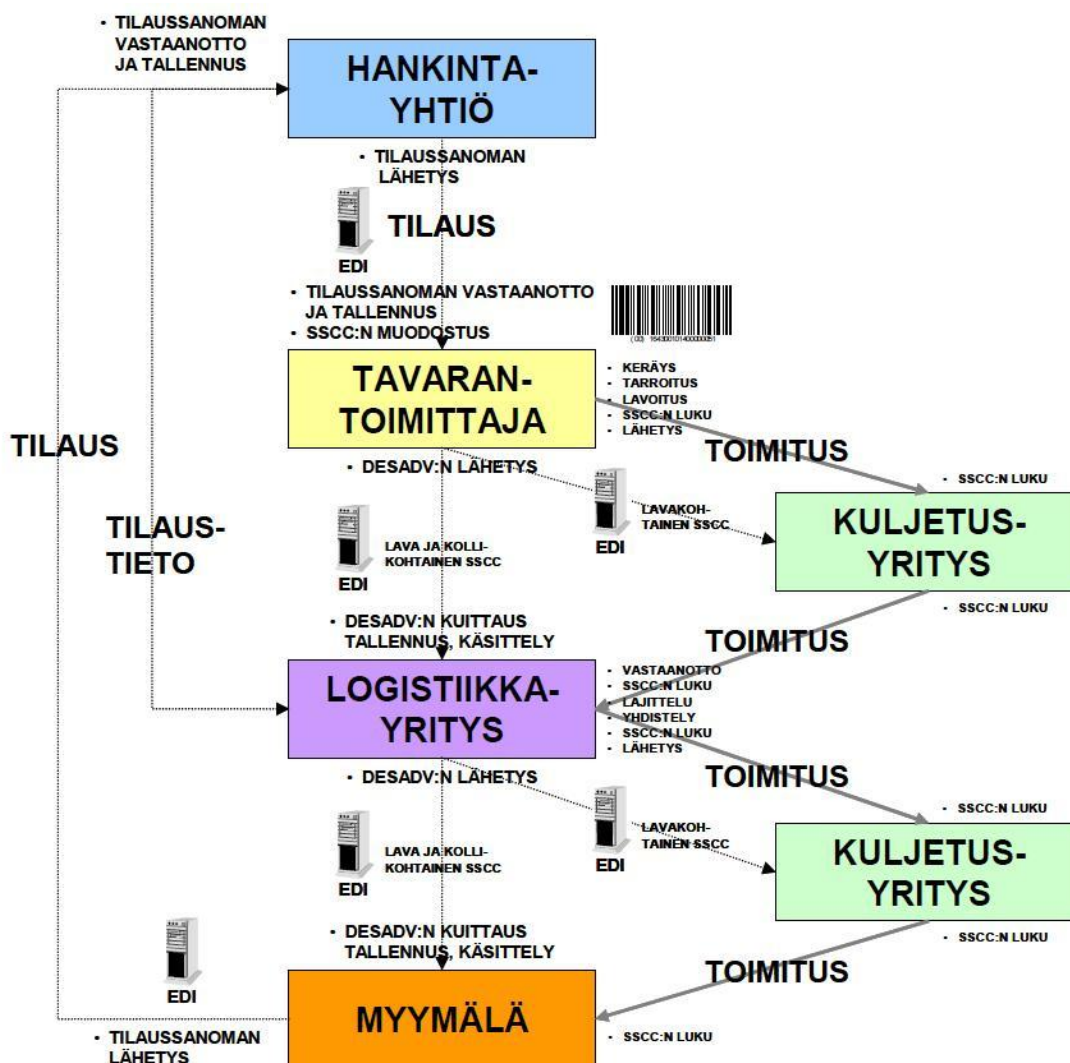 • TILAUSSANOMAN
VASTAANOTTO
JA TALLENNUS
HANKINTA-
YHTIÖ
• TILAUSSANOMAN
LÄHETYS
TILAUS
EDI
• TILAUSSANOMAN VASTAANOTTO
JA TALLENNUS
• SSCC:N MUODOSTUS
TAVARAN-
TOIMITTAJA
• KERÄYS
• TARROITUS
• LAVOITUS
• SSCC:N LUKU
• LÄHETYS
TOIMITUS
TILAUS
• DESADV:N LÄHETYS
• SSCC:N LUKU
LAVAKOH-
TAINEN SSCC
EDI
KULJETUS-
YRITYS
TILAUS-
TIETO
LAVA JA KOLLI-
KOHTAINEN SSCC
EDI
• SSCC:N LUKU
• DESADV:N KUITTAUS
TALLENNUS, KÄSITTELY
TOIMITUS
LOGISTIIKKA-
YRITYS
• VASTAANOTTO
• SSCC:N LUKU
• LAJITTELU
• YHDISTELY
• SSCC:N LUKU
• LÄHETYS
TOIMITUS
• DESADV:N LÄHETYS
• SSCC:N LUKU
LAVAKOH-
TAINEN SSCC
EDI
KULJETUS-
YRITYS
LAVA JA KOLLI-
KOHTAINEN SSCC
EDI
• SSCC:N LUKU
• DESADV:N KUITTAUS
TALLENNUS, KÄSITTELY
TOIMITUS
EDI
MYYMÄLÄ
• SSCC:N LUKU
• TILAUSSANOMAN
LÄHETYS